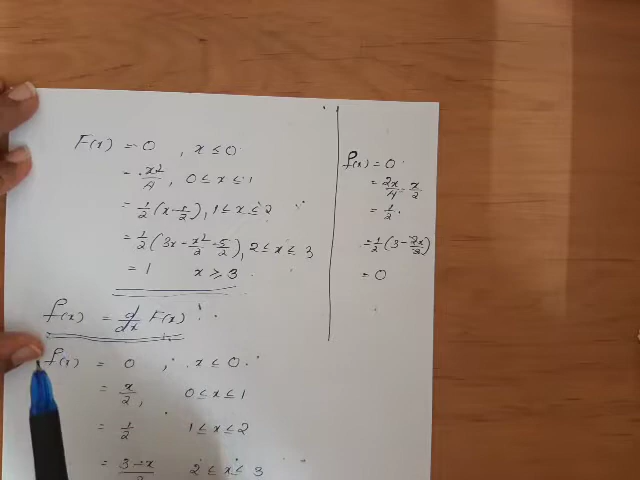 F(x) = 0 , x ≤ 0
= x²/4 , 0 ≤ x ≤ 1
= 1/2 (x - 1/2), 1 ≤ x ≤ 2
= 1/2 (3x - x²/2 - 5/2), 2 ≤ x ≤ 3
= 1 x ≥ 3
f(x) = d/dx F(x)
f(x) = 0 , x ≤ 0
= x/2 , 0 ≤ x ≤ 1
= 1/2 1 ≤ x ≤ 2
= 3-x/2 2 ≤ x ≤ 3
f(x) = 0
= 2x/4 = x/2
= 1/2
= 1/2 (3 - 2x/2)
= 0